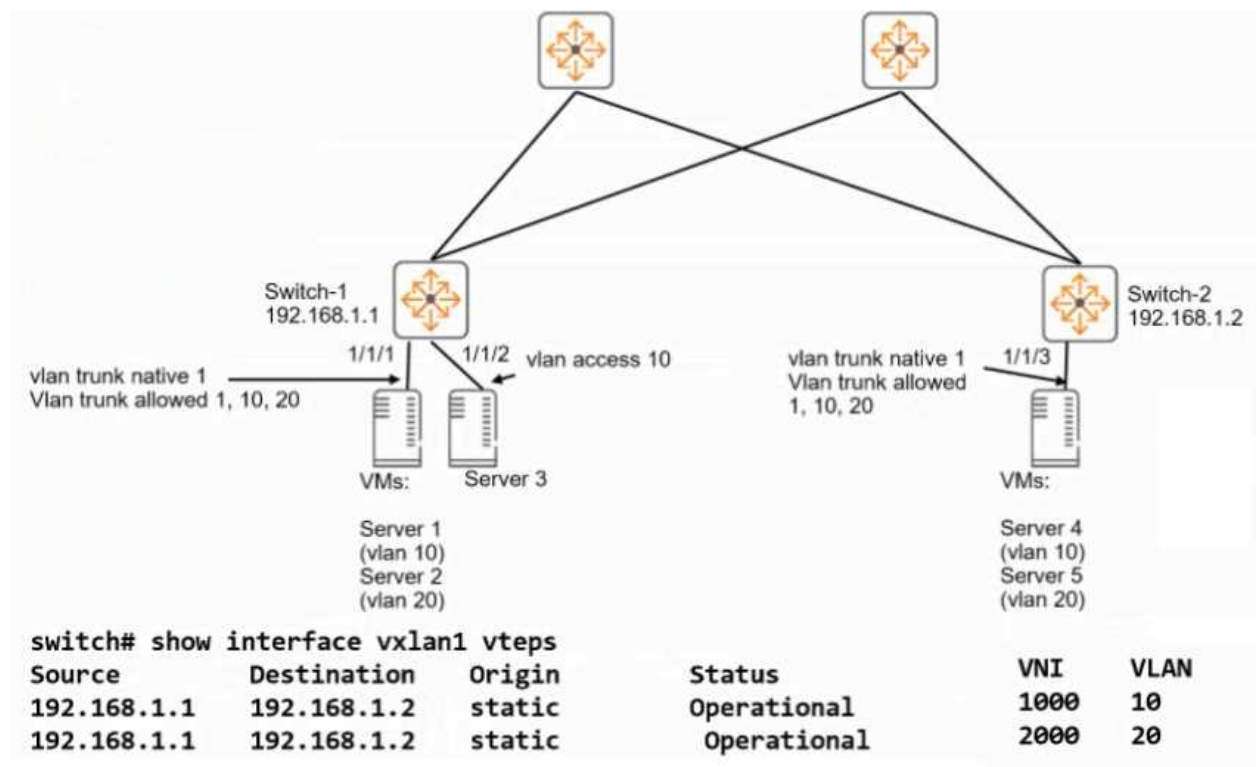 Switch-1
192.168.1.1
Switch-2
192.168.1.2
1/1/1
1/1/2
vlan access 10
vlan trunk native 1
Vlan trunk allowed 1, 10, 20
vlan trunk native 1
Vlan trunk allowed
1, 10, 20
1/1/3
VMs:
Server 3
VMs:
Server 1
(vlan 10)
Server 2
(vlan 20)
Server 4
(vlan 10)
Server 5
(vlan 20)
switch# show interface vxlan1 vteps
Source Destination Origin Status VNI VLAN
192.168.1.1 192.168.1.2 static Operational 1000 10
192.168.1.1 192.168.1.2 static Operational 2000 20